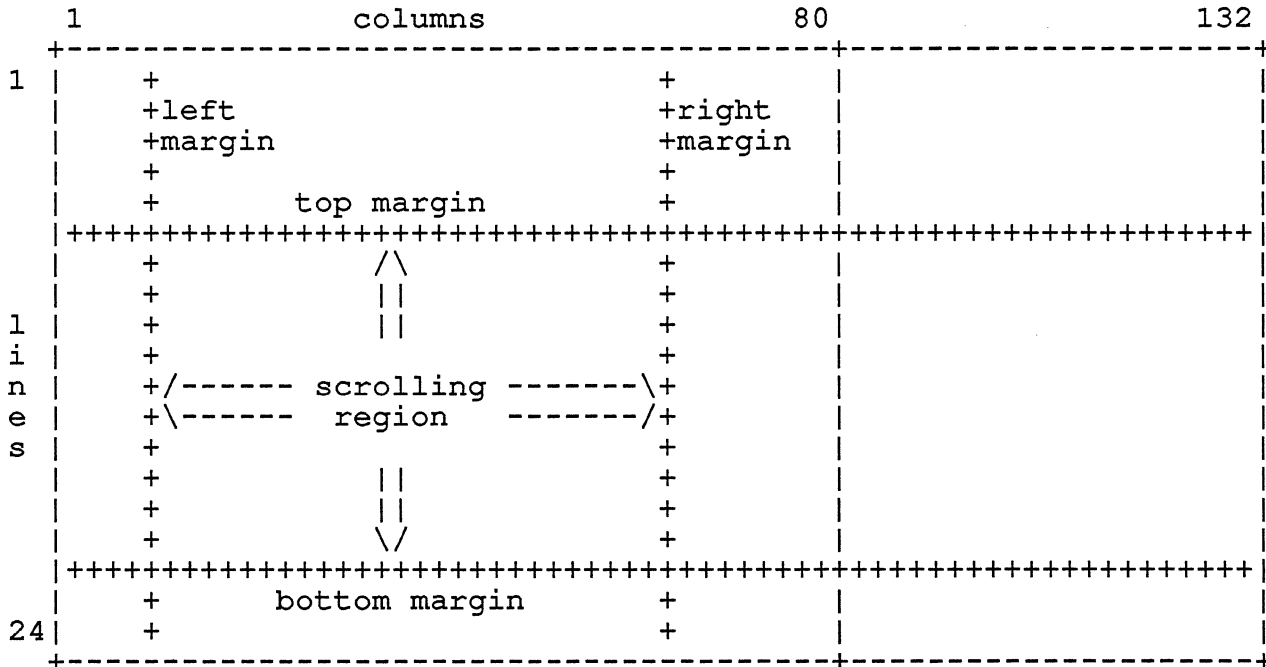 1 columns 80 132
+---------------------------------------+---------------------+
1 | + + | |
| +left +right | |
| +margin +margin | |
| + + | |
| + top margin + | |
|++++++++++++++++++++++++++++++++++++++++++++++++++++++++++++++|
| + /\ + | |
| + || + | |
l | + || + | |
i | + + | |
n | +/------ scrolling ------\+ | |
e | +\------ region ------/+ | |
s | + + | |
| + || + | |
| + || + | |
| + \/ + | |
|++++++++++++++++++++++++++++++++++++++++++++++++++++++++++++++|
| + bottom margin + | |
24| + + | |
+---------------------------------------+---------------------+